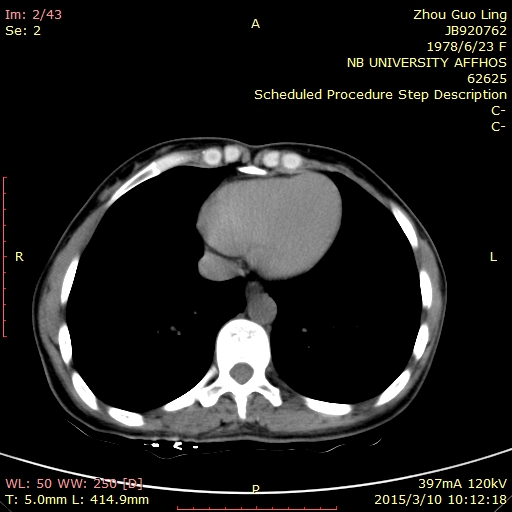 Im: 2/43
Se: 2
A
Zhou Guo Ling
JB920762
1978/6/23 F
NB UNIVERSITY AFFHOS
62625
Scheduled Procedure Step Description
C-
C-
R
L
WL: 50 WW: 250 [D]
T: 5.0mm L: 414.9mm
P
397mA 120kV
2015/3/10 10:12:18